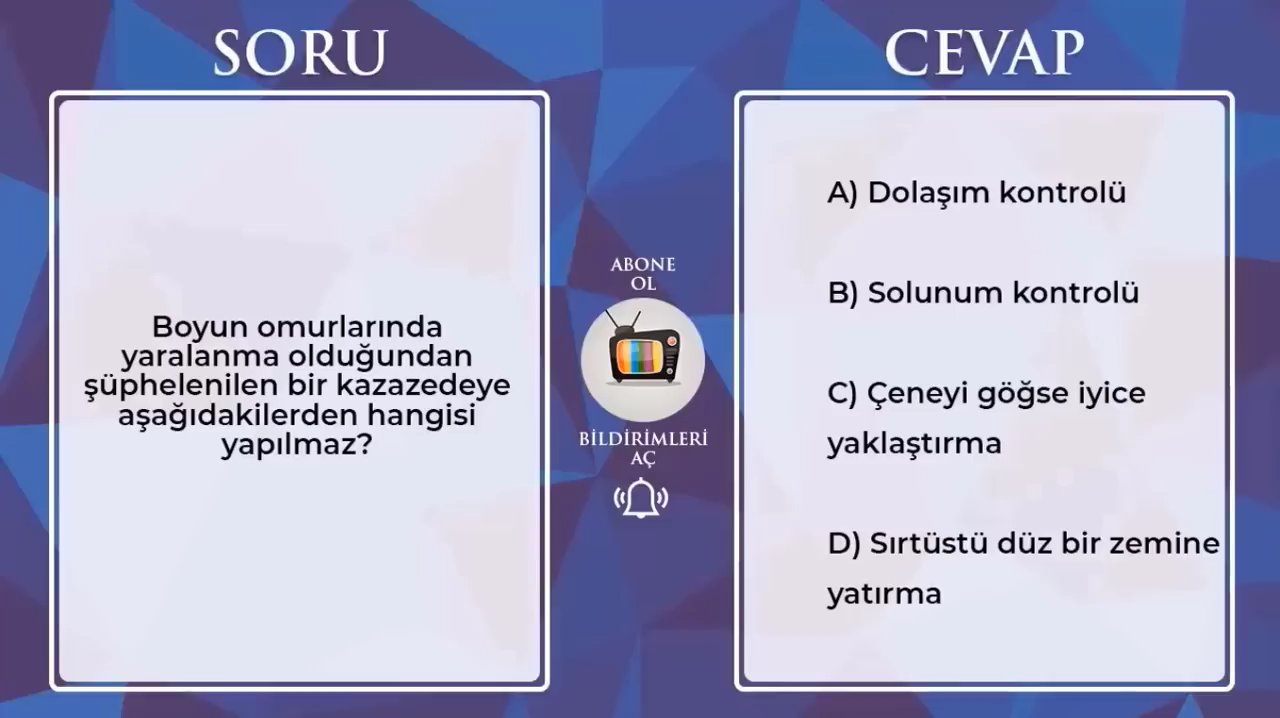 SORU
Boyun omurlarında
yaralanma olduğundan
şüphelenilen bir kazazedeye
aşağıdakilerden hangisi
yapılmaz?
ABONE
OL
BİLDİRİMLERİ
AÇ
CEVAP
A) Dolaşım kontrolü
B) Solunum kontrolü
C) Çeneyi göğse iyice
yaklaştırma
D) Sırtüstü düz bir zemine
yatırma